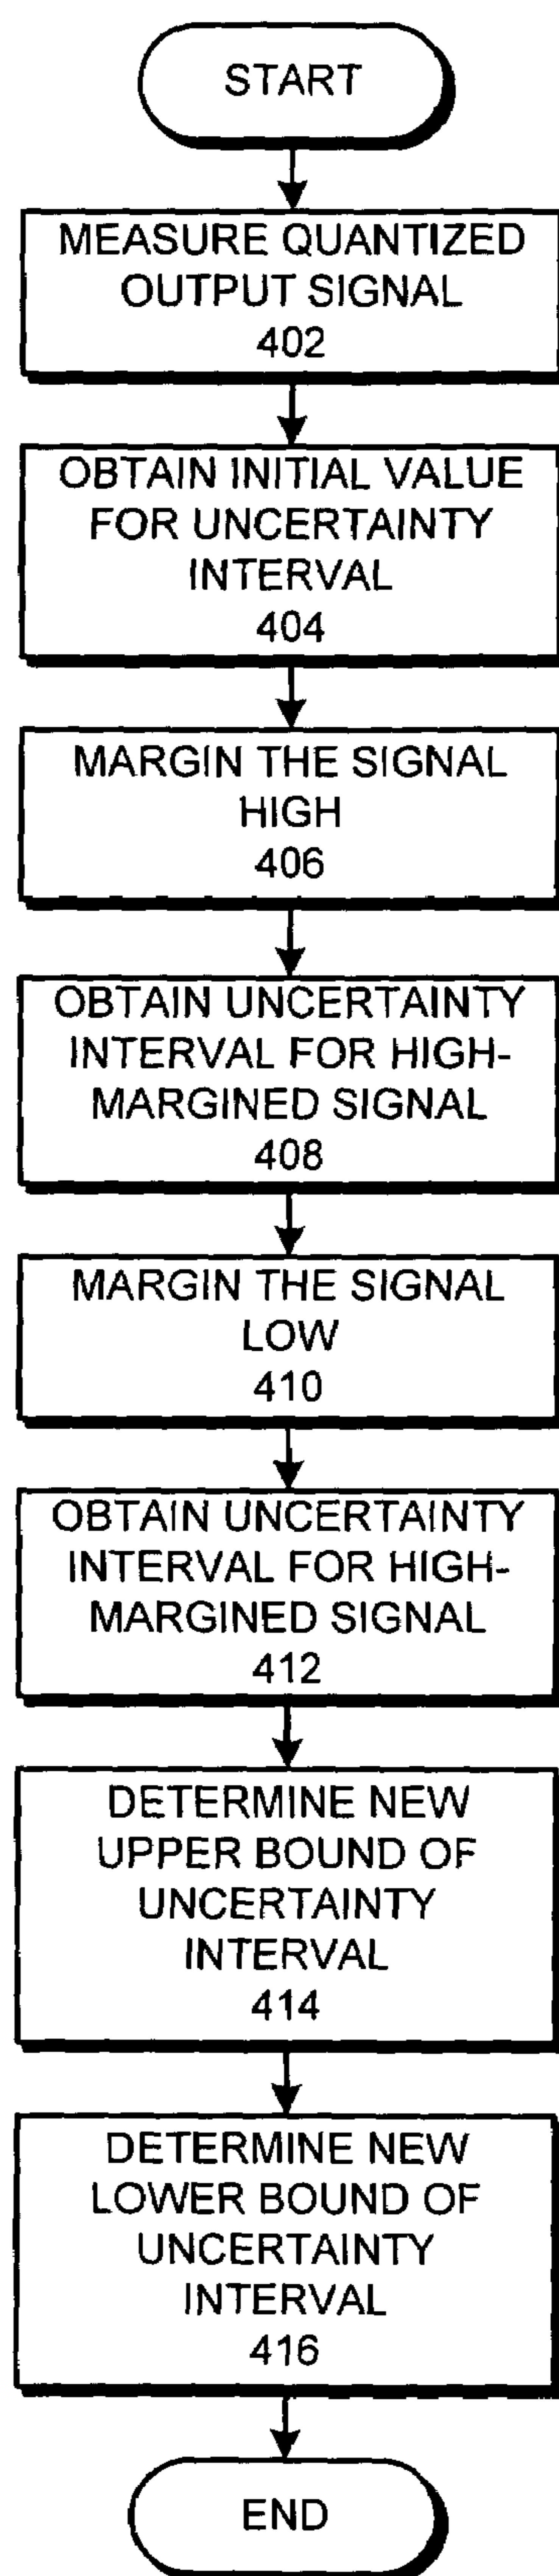 START
MEASURE QUANTIZED
OUTPUT SIGNAL
402
OBTAIN INITIAL VALUE
FOR UNCERTAINTY
INTERVAL
404
MARGIN THE SIGNAL
HIGH
406
OBTAIN UNCERTAINTY
INTERVAL FOR HIGH-
MARGINED SIGNAL
408
MARGIN THE SIGNAL
LOW
410
OBTAIN UNCERTAINTY
INTERVAL FOR HIGH-
MARGINED SIGNAL
412
DETERMINE NEW
UPPER BOUND OF
UNCERTAINTY
INTERVAL
414
DETERMINE NEW
LOWER BOUND OF
UNCERTAINTY
INTERVAL
416
END